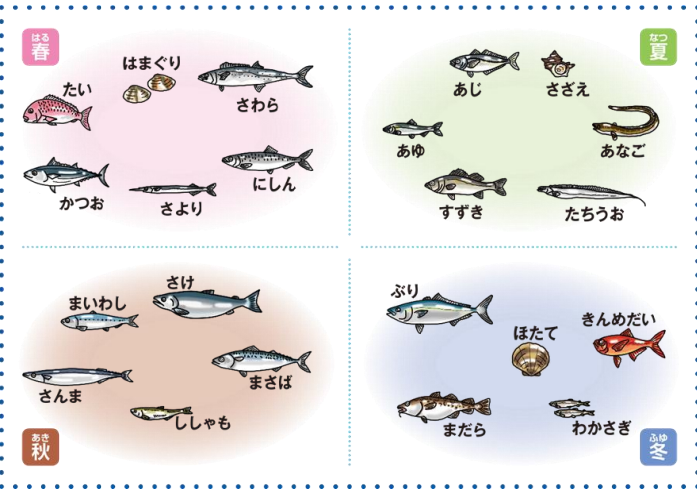 はる
春
はまぐり
たい
さわら
にしん
かつお
さより
なつ
夏
あじ
さざえ
あゆ
あなご
すずき
たちうお
さけ
まいわし
まさば
さんま
ししゃも
あき
秋
ぶり
ほたて
きんめだい
まだら
わかさぎ
ふゆ
冬